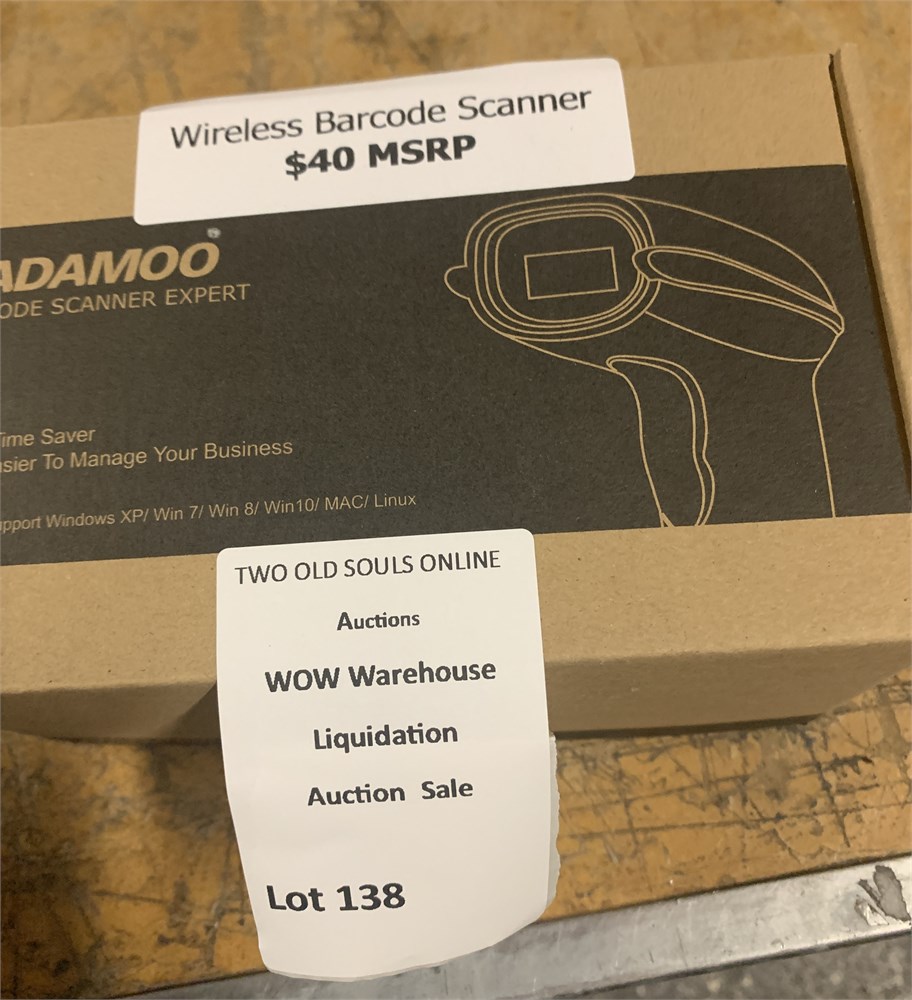 Wireless Barcode Scanner
$40 MSRP
ADAMOO®
ODE SCANNER EXPERT
ime Saver
sier To Manage Your Business
pport Windows XP/ Win 7/ Win 8/ Win10/ MAC/ Linux
TWO OLD SOULS ONLINE
Auctions
WOW Warehouse
Liquidation
Auction Sale
Lot 138